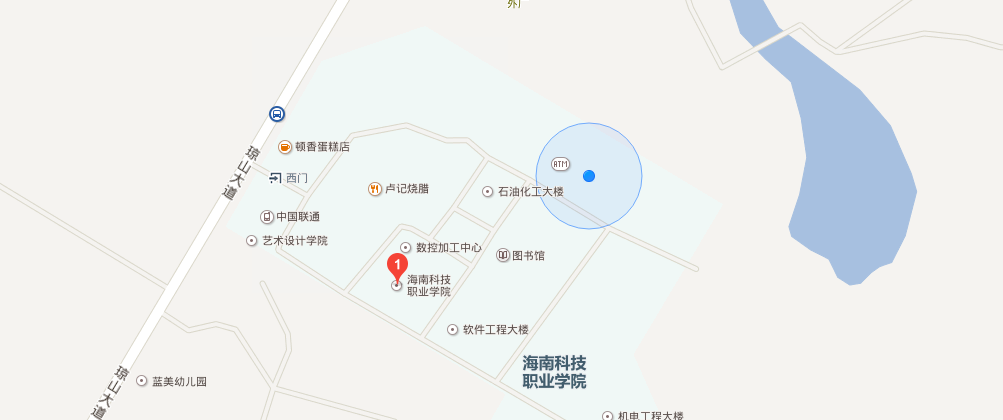 外厂
顿香蛋糕店
琼山大道
西门
ATM
卢记烧腊
石油化工大楼
中国联通
艺术设计学院
数控加工中心
图书馆
1
海南科技
职业学院
软件工程大楼
海南科技
职业学院
琼山大道
蓝美幼儿园
机电工程大楼